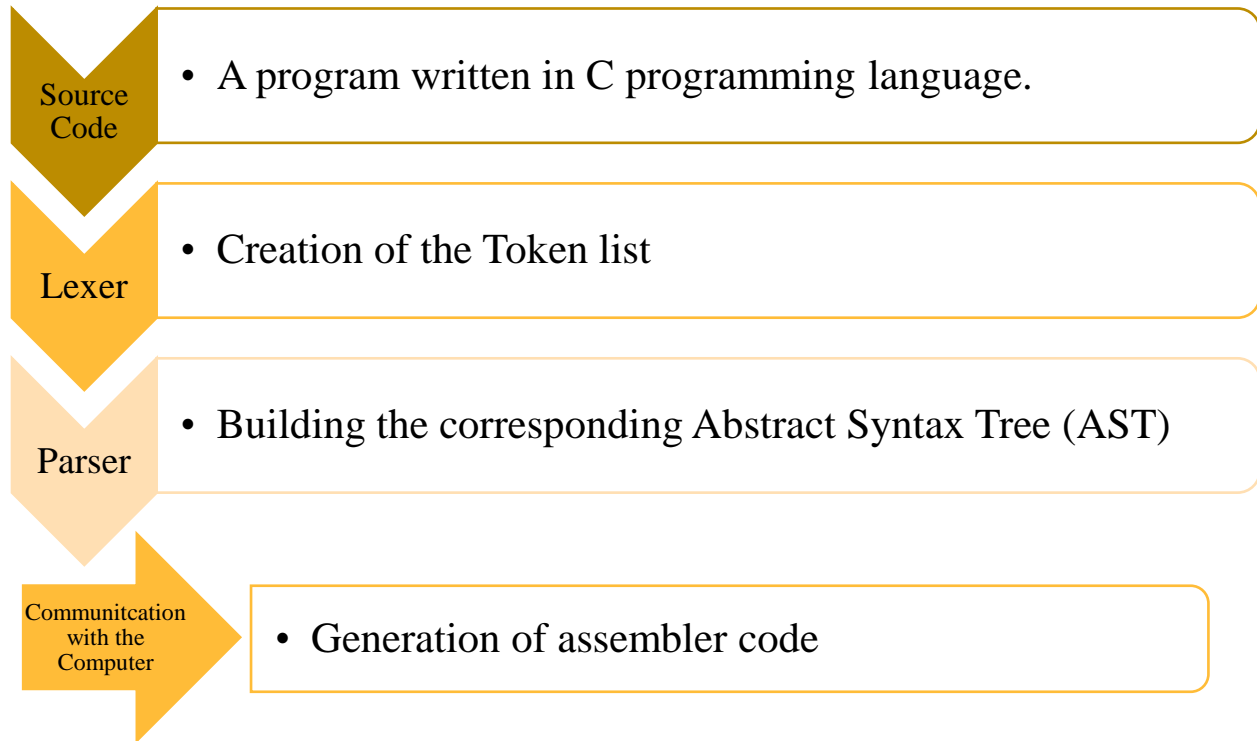 Source
Code
• A program written in C programming language.
Lexer
• Creation of the Token list
Parser
• Building the corresponding Abstract Syntax Tree (AST)
Communitcation
with the
Computer
• Generation of assembler code